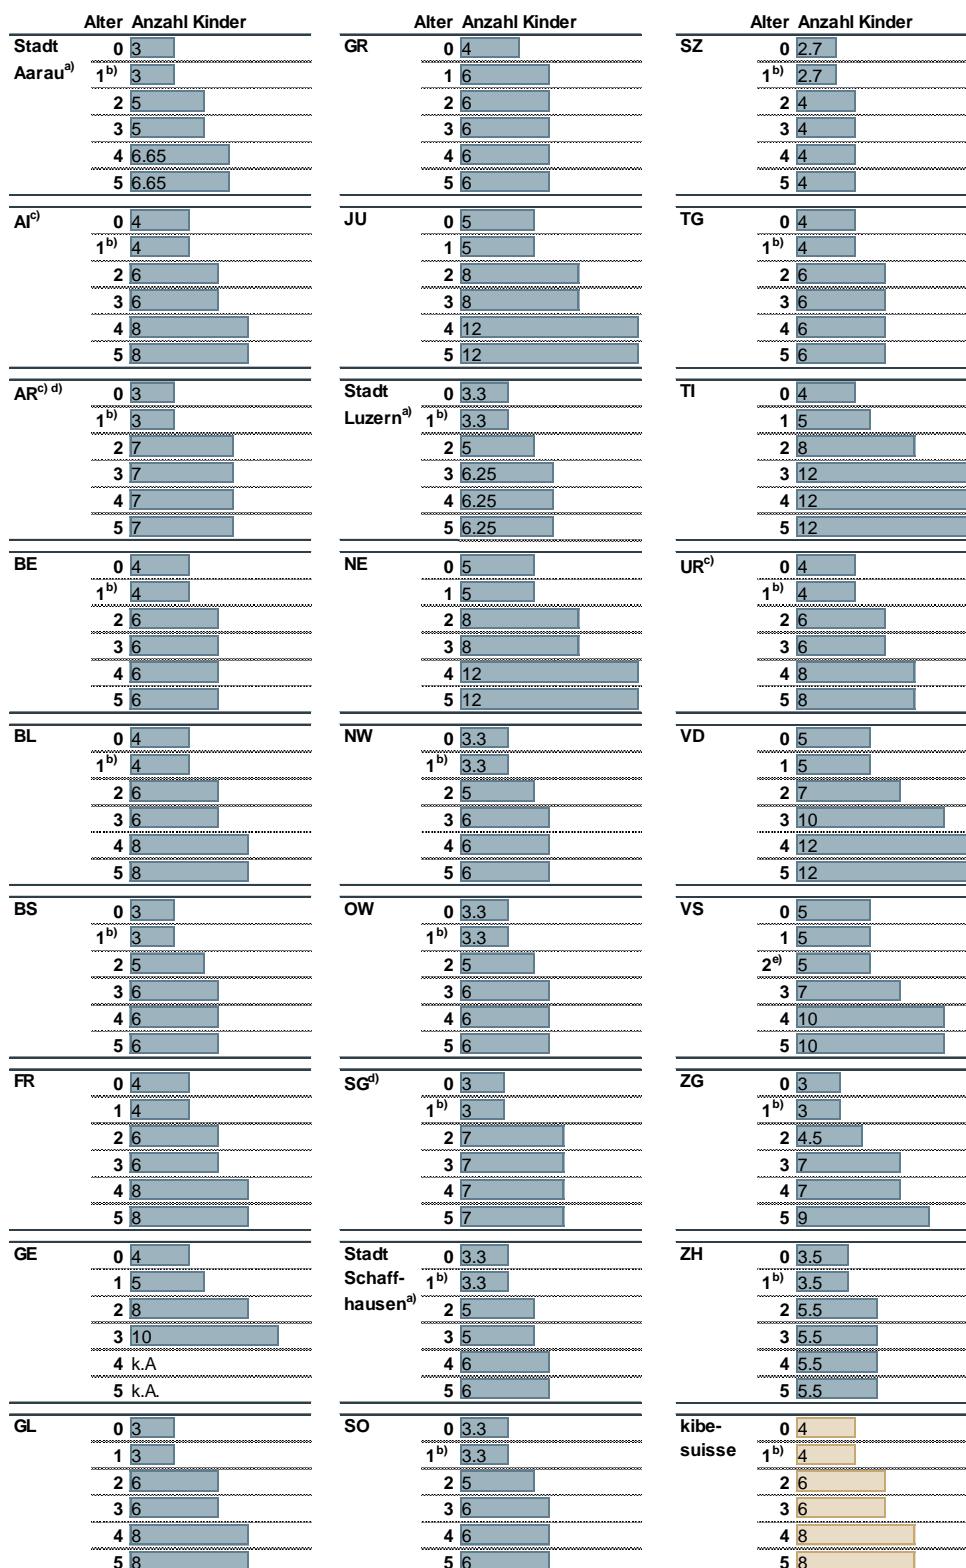 Alter Anzahl Kinder
Stadt 0 3
Aarau a) 1 b) 3
2 5
3 5
4 6.65
5 6.65
AI c) 0 4
1 b) 4
2 6
3 6
4 8
5 8
AR c) d) 0 3
1 b) 3
2 7
3 7
4 7
5 7
BE 0 4
1 b) 4
2 6
3 6
4 6
5 6
BL 0 4
1 b) 4
2 6
3 6
4 8
5 8
BS 0 3
1 b) 3
2 5
3 6
4 6
5 6
FR 0 4
1 4
2 6
3 6
4 8
5 8
GE 0 4
1 5
2 8
3 10
4 k.A
5 k.A.
GL 0 3
1 3
2 6
3 6
4 8
5 8
Alter Anzahl Kinder
GR 0 4
1 6
2 6
3 6
4 6
5 6
JU 0 5
1 5
2 8
3 8
4 12
5 12
Stadt 0 3.3
Luzern a) 1 b) 3.3
2 5
3 6.25
4 6.25
5 6.25
NE 0 5
1 5
2 8
3 8
4 12
5 12
NW 0 3.3
1 b) 3.3
2 5
3 6
4 6
5 6
OW 0 3.3
1 b) 3.3
2 5
3 6
4 6
5 6
SG d) 0 3
1 b) 3
2 7
3 7
4 7
5 7
Stadt 0 3.3
Schaff- 1 b) 3.3
hausen a) 2 5
3 5
4 6
5 6
SO 0 3.3
1 b) 3.3
2 5
3 6
4 6
5 6
Alter Anzahl Kinder
SZ 0 2.7
1 b) 2.7
2 4
3 4
4 4
5 4
TG 0 4
1 b) 4
2 6
3 6
4 6
5 6
TI 0 4
1 5
2 8
3 12
4 12
5 12
UR c) 0 4
1 b) 4
2 6
3 6
4 8
5 8
VD 0 5
1 5
2 7
3 10
4 12
5 12
VS 0 5
1 5
2 e) 5
3 7
4 10
5 10
ZG 0 3
1 b) 3
2 4.5
3 7
4 7
5 9
ZH 0 3.5
1 b) 3.5
2 5.5
3 5.5
4 5.5
5 5.5
kibe- 0 4
suisse 1 b) 4
2 6
3 6
4 8
5 8